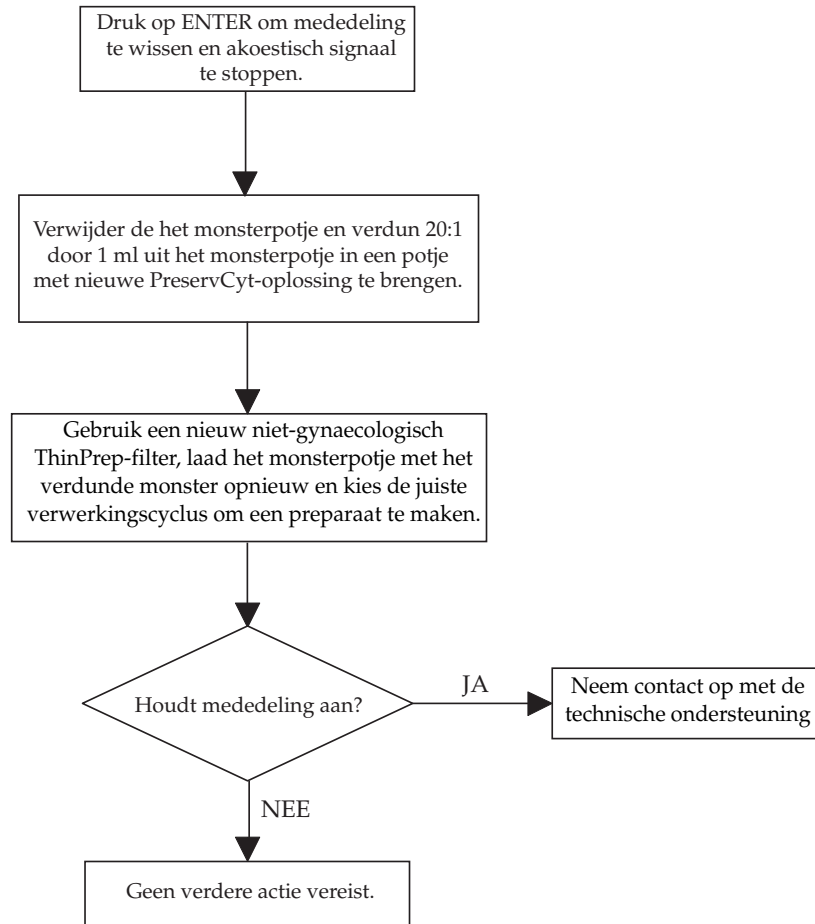 Druk op ENTER om mededeling
te wissen en akoestisch signaal
te stoppen.
Verwijder de het monsterpotje en verdun 20:1
door 1 ml uit het monsterpotje in een potje
met nieuwe PreservCyt-oplossing te brengen.
Gebruik een nieuw niet-gynaecologisch
ThinPrep-filter, laad het monsterpotje met het
verdunde monster opnieuw en kies de juiste
verwerkingscyclus om een preparaat te maken.
Houdt mededeling aan?
JA
Neem contact op met de
technische ondersteuning
NEE
Geen verdere actie vereist.